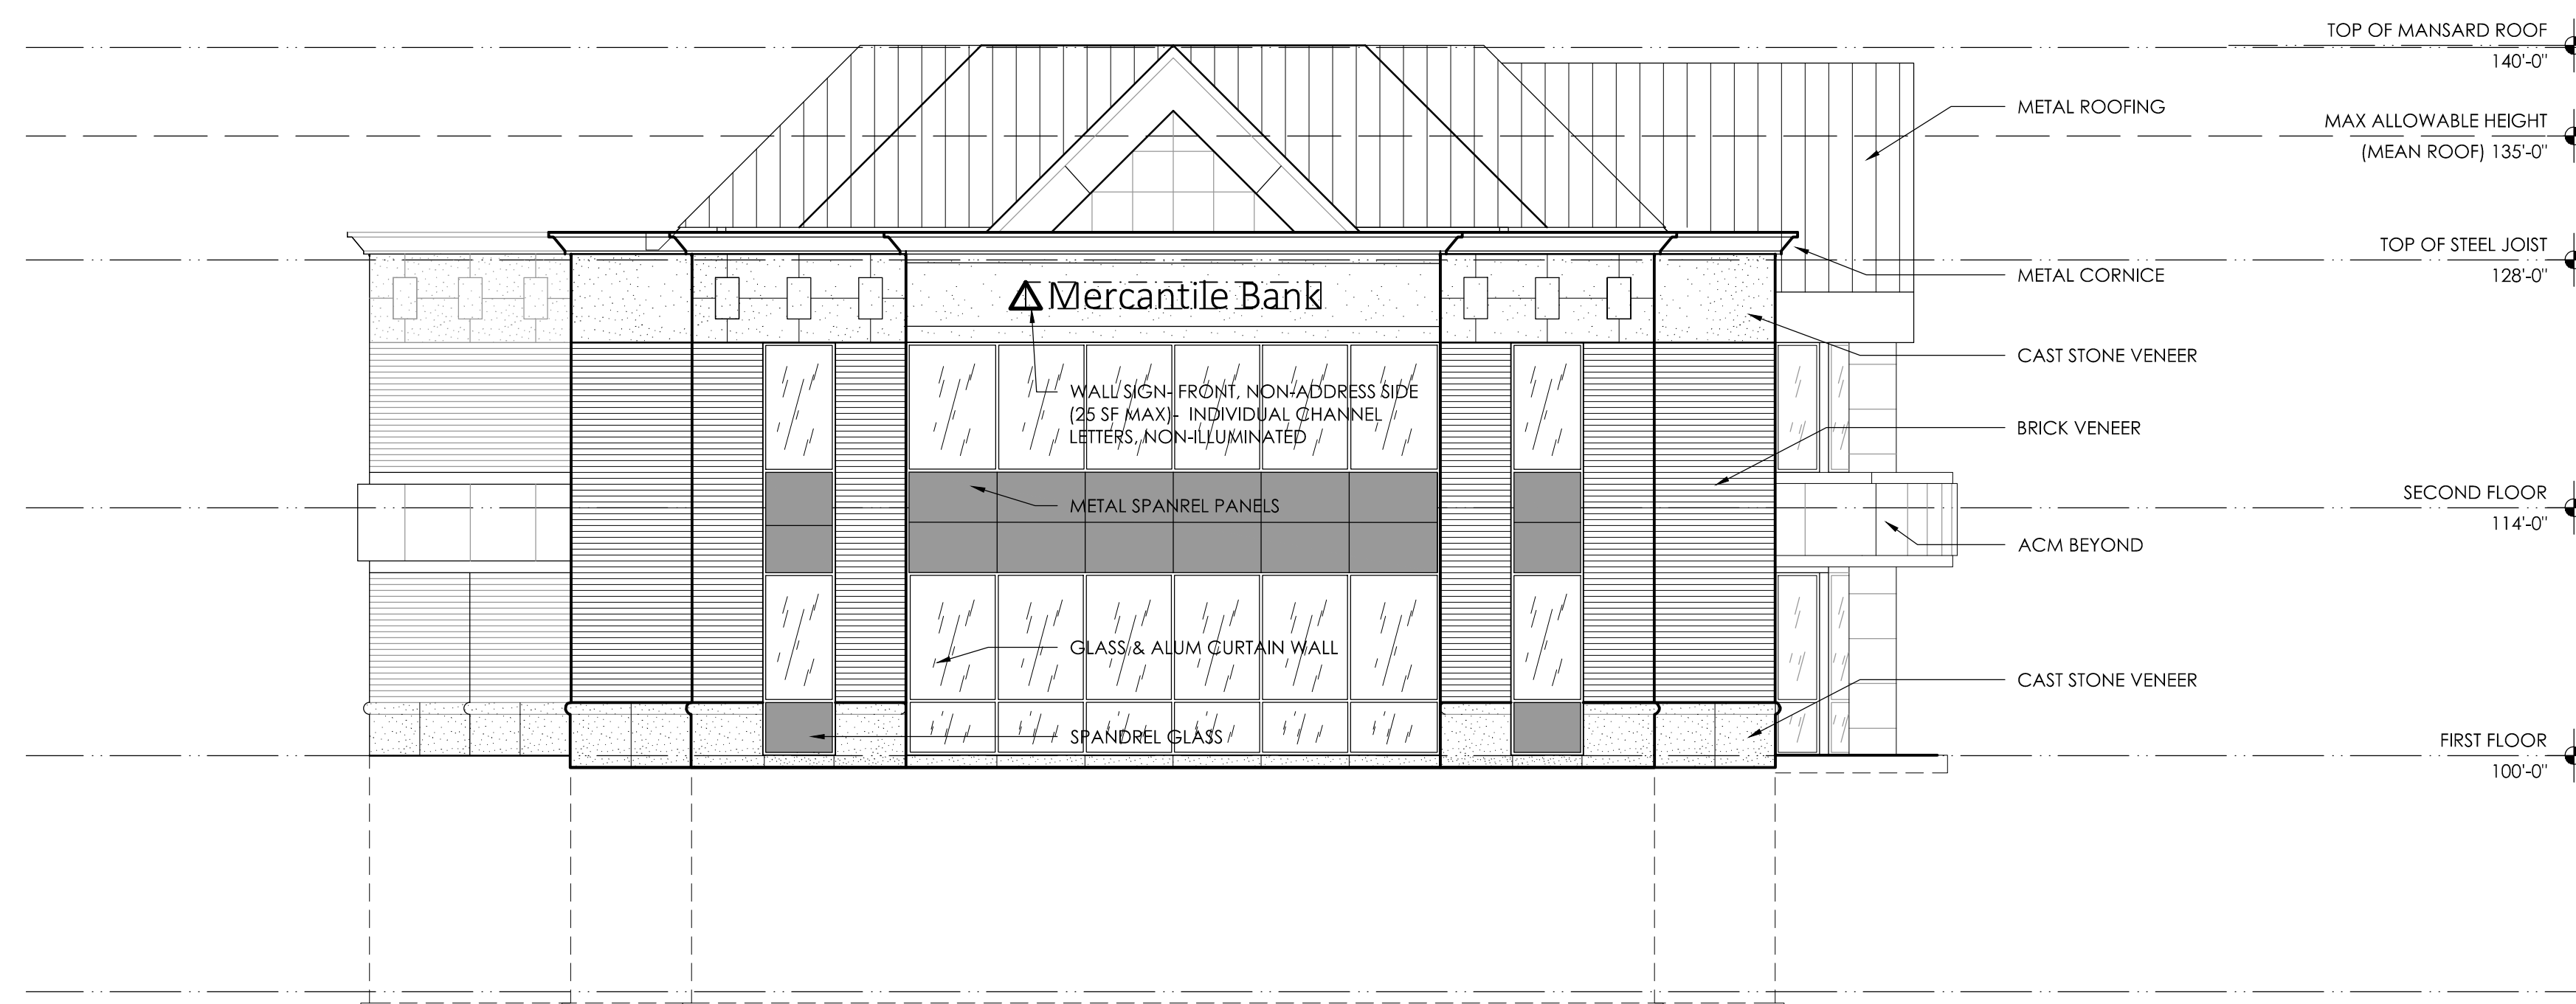 TOP OF MANSARD ROOF
140'-0"
METAL ROOFING
MAX ALLOWABLE HEIGHT
(MEAN ROOF) 135'-0"
TOP OF STEEL JOIST
128'-0"
METAL CORNICE
Mercantile Bank
CAST STONE VENEER
WALL SIGN- FRONT, NON-ADDRESS SIDE
(25 SF MAX)- INDIVIDUAL CHANNEL
LETTERS, NON-ILLUMINATED
BRICK VENEER
METAL SPANREL PANELS
SECOND FLOOR
114'-0"
ACM BEYOND
GLASS & ALUM CURTAIN WALL
CAST STONE VENEER
SPANDREL GLASS
FIRST FLOOR
100'-0"